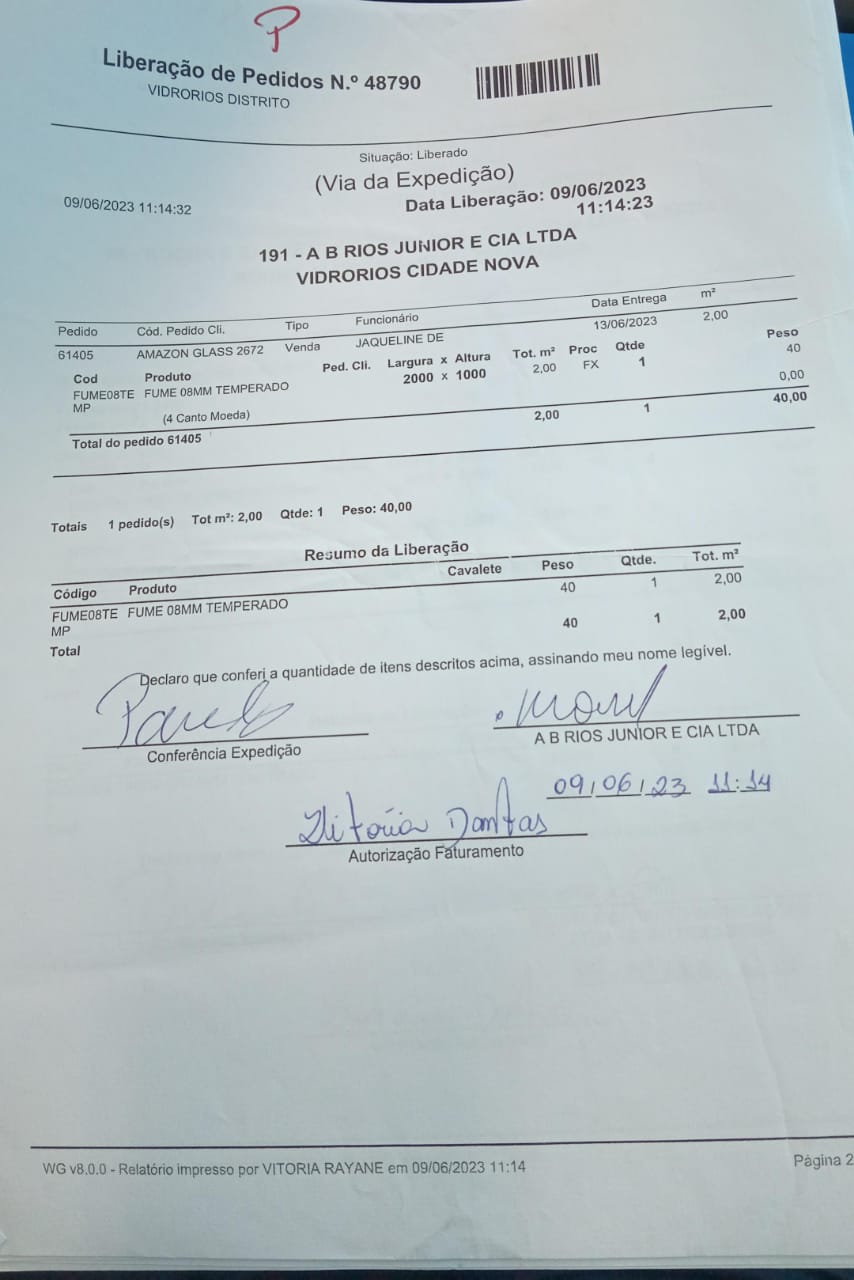 P
Liberação de Pedidos N.º 48790
VIDRORIOS DISTRITO
Situação: Liberado
(Via da Expedição)
09/06/2023 11:14:32
Data Liberação: 09/06/2023
11:14:23
191 - A B RIOS JUNIOR E CIA LTDA
VIDRORIOS CIDADE NOVA
Pedido Cód. Pedido Cli. Tipo Funcionário Data Entrega m²
61405 AMAZON GLASS 2672 Venda JAQUELINE DE 13/06/2023 2,00
Cod Produto Ped. Cli. Largura x Altura Tot. m² Proc Qtde Peso
FUME08TE FUME 08MM TEMPERADO 2000 x 1000 2,00 FX 1 40
MP
(4 Canto Moeda) 0,00
Total do pedido 61405 2,00 1 40,00
Totais 1 pedido(s) Tot m²: 2,00 Qtde: 1 Peso: 40,00
Resumo da Liberação
Código Produto Cavalete Peso Qtde. Tot. m²
FUME08TE FUME 08MM TEMPERADO 40 1 2,00
MP
Total 40 1 2,00
Declaro que conferi a quantidade de itens descritos acima, assinando meu nome legível.
Conferência Expedição
A B RIOS JUNIOR E CIA LTDA
09/06/23 11:14
Vitória Dantas
Autorização Faturamento
WG v8.0.0 - Relatório impresso por VITORIA RAYANE em 09/06/2023 11:14
Página 2